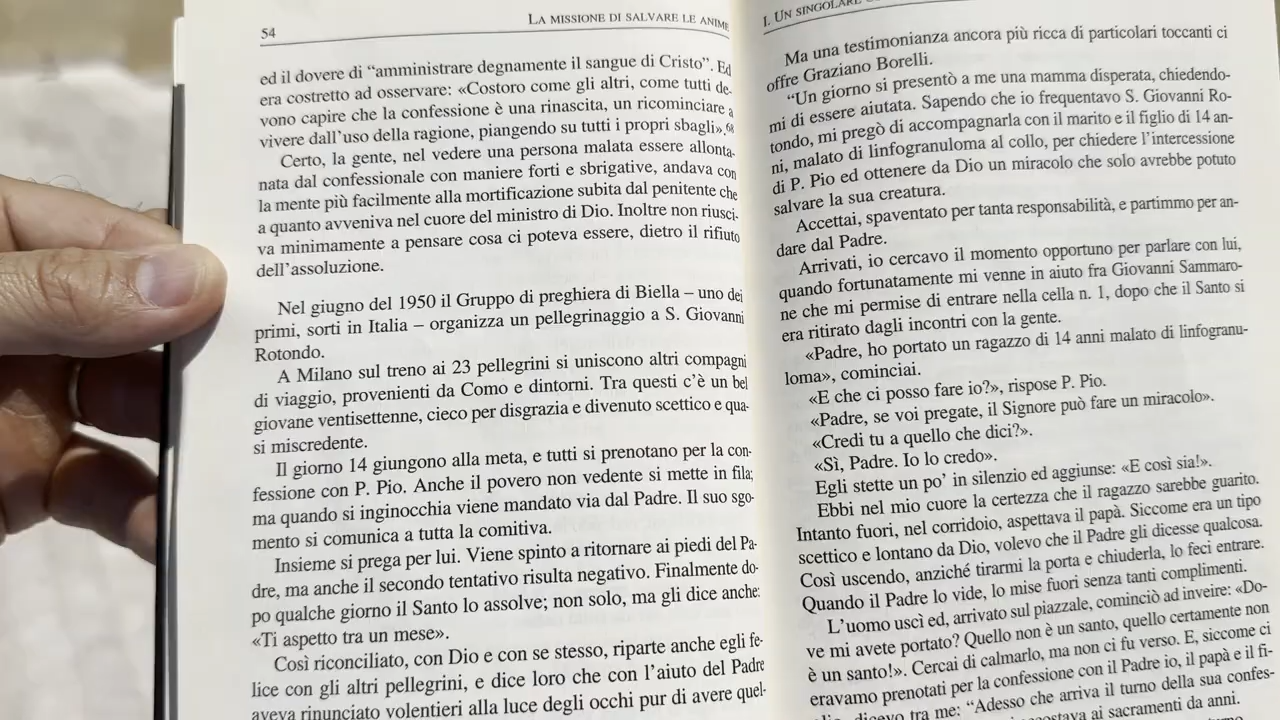 54
LA MISSIONE DI SALVARE LE ANIME
ed il dovere di “amministrare degnamente il sangue di Cristo”. Ed
era costretto ad osservare: «Costoro come gli altri, come tutti de-
vono capire che la confessione è una rinascita, un ricominciare a
vivere dall’uso della ragione, piangendo su tutti i propri sbagli».68
Certo, la gente, nel vedere una persona malata essere allonta-
nata dal confessionale con maniere forti e sbrigative, andava con
la mente più facilmente alla mortificazione subita dal penitente che
a quanto avveniva nel cuore del ministro di Dio. Inoltre non riusci-
va minimamente a pensare cosa ci poteva essere, dietro il rifiuto
dell’assoluzione.
Nel giugno del 1950 il Gruppo di preghiera di Biella – uno dei
primi, sorti in Italia – organizza un pellegrinaggio a S. Giovanni
Rotondo.
A Milano sul treno ai 23 pellegrini si uniscono altri compagni
di viaggio, provenienti da Como e dintorni. Tra questi c’è un bel
giovane ventisettenne, cieco per disgrazia e divenuto scettico e qua-
si miscredente.
Il giorno 14 giungono alla meta, e tutti si prenotano per la con-
fessione con P. Pio. Anche il povero non vedente si mette in fila;
ma quando si inginocchia viene mandato via dal Padre. Il suo sgo-
mento si comunica a tutta la comitiva.
Insieme si prega per lui. Viene spinto a ritornare ai piedi del Pa-
dre, ma anche il secondo tentativo risulta negativo. Finalmente do-
po qualche giorno il Santo lo assolve; non solo, ma gli dice anche:
«Ti aspetto tra un mese».
Così riconciliato, con Dio e con se stesso, riparte anche egli fe-
lice con gli altri pellegrini, e dice loro che con l’aiuto del Padre
aveva rinunciato volentieri alla luce degli occhi pur di avere quel-
I. UN SINGOLARE
Ma una testimonianza ancora più ricca di particolari toccanti ci
offre Graziano Borelli.
“Un giorno si presentò a me una mamma disperata, chiedendo-
mi di essere aiutata. Sapendo che io frequentavo S. Giovanni Ro-
tondo, mi pregò di accompagnarla con il marito e il figlio di 14 an-
ni, malato di linfogranuloma al collo, per chiedere l’intercessione
di P. Pio ed ottenere da Dio un miracolo che solo avrebbe potuto
salvare la sua creatura.
Accettai, spaventato per tanta responsabilità, e partimmo per an-
dare dal Padre.
Arrivati, io cercavo il momento opportuno per parlare con lui,
quando fortunatamente mi venne in aiuto fra Giovanni Sammaro-
ne che mi permise di entrare nella cella n. 1, dopo che il Santo si
era ritirato dagli incontri con la gente.
«Padre, ho portato un ragazzo di 14 anni malato di linfogranu-
loma», cominciai.
«E che ci posso fare io?», rispose P. Pio.
«Padre, se voi pregate, il Signore può fare un miracolo».
«Credi tu a quello che dici?».
«Sì, Padre. Io lo credo».
Egli stette un po’ in silenzio ed aggiunse: «E così sia!».
Ebbi nel mio cuore la certezza che il ragazzo sarebbe guarito.
Intanto fuori, nel corridoio, aspettava il papà. Siccome era un tipo
scettico e lontano da Dio, volevo che il Padre gli dicesse qualcosa.
Così uscendo, anziché tirarmi la porta e chiuderla, lo feci entrare.
Quando il Padre lo vide, lo mise fuori senza tanti complimenti.
L’uomo uscì ed, arrivato sul piazzale, cominciò ad inveire: «Do-
ve mi avete portato? Quello non è un santo, quello certamente non
è un santo!». Cercai di calmarlo, ma non ci fu verso. E, siccome ci
eravamo prenotati per la confessione con il Padre io, il papà e il fi-
glio, dicevo tra me: “Adesso che arriva il turno della sua confes-
ai sacramenti da anni.